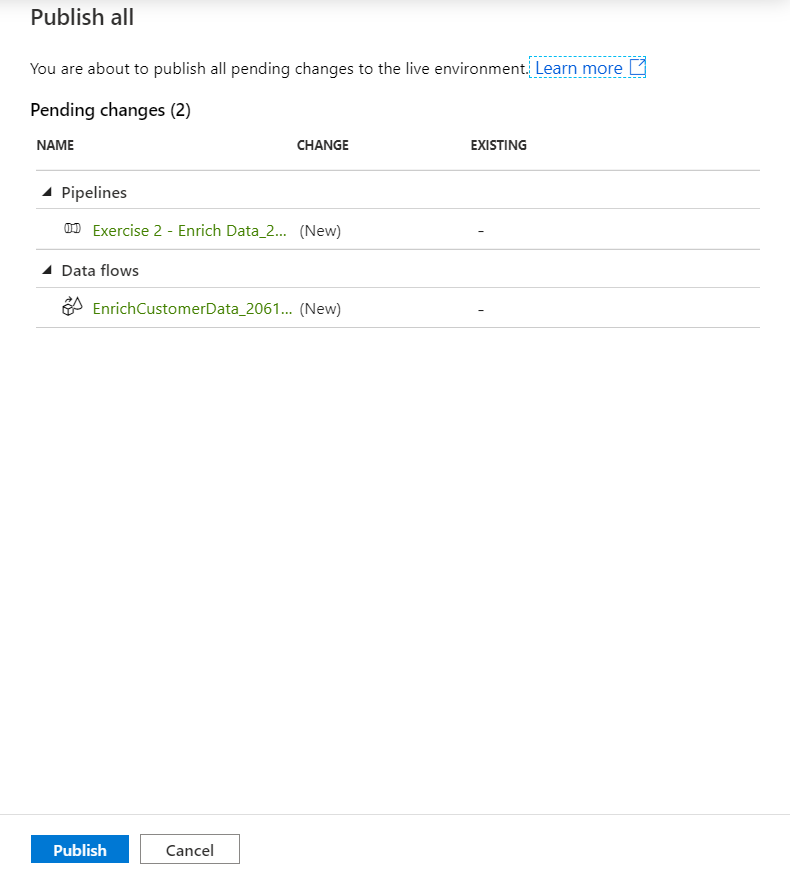 Publish all
You are about to publish all pending changes to the live environment. Learn more
Pending changes (2)
NAME CHANGE EXISTING
Pipelines
Exercise 2 - Enrich Data_2... (New) -
Data flows
EnrichCustomerData_2061... (New) -
Publish Cancel